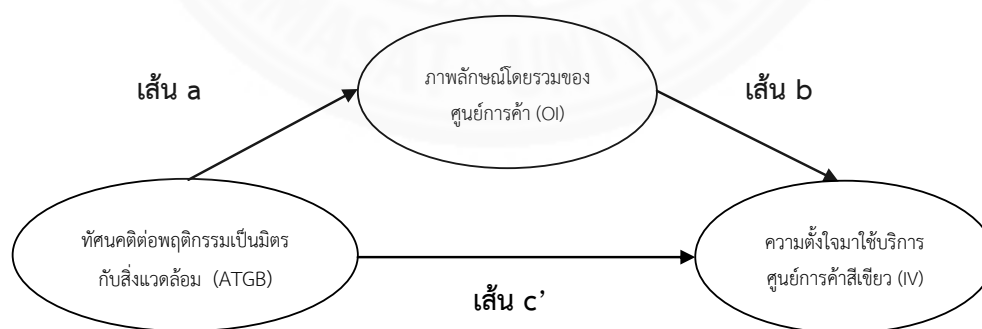 ภาพลักษณ์โดยรวมของ
ศูนย์การค้า (OI)
เส้น a
เส้น b
ทัศนคติต่อพฤติกรรมเป็นมิตร
กับสิ่งแวดล้อม (ATGB)
ความตั้งใจมาใช้บริการ
ศูนย์การค้าสีเขียว (IV)
เส้น c’